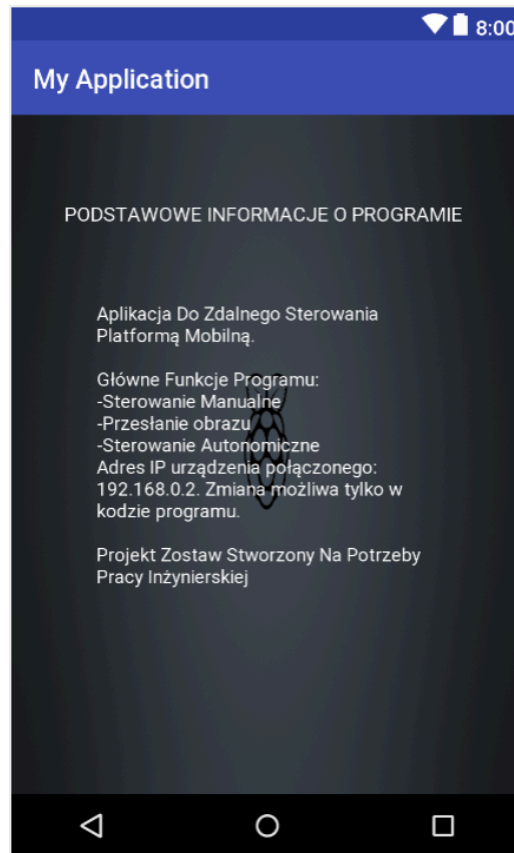 8:00
My Application
PODSTAWOWE INFORMACJE O PROGRAMIE
Aplikacja Do Zdalnego Sterowania
Platformą Mobilną.
Główne Funkcje Programu:
-Sterowanie Manualne
-Przesłanie obrazu
-Sterowanie Autonomiczne
Adres IP urządzenia połączonego:
192.168.0.2. Zmiana możliwa tylko w
kodzie programu.
Projekt Zostaw Stworzony Na Potrzeby
Pracy Inżynierskiej